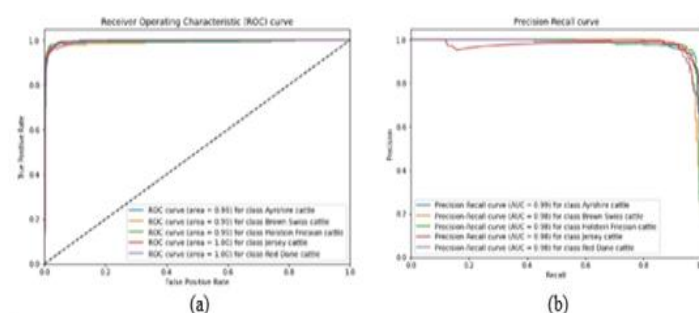 Receiver Operating Characteristic (ROC) curve
1.0
0.8
0.6
0.4
0.2
0.0
True Positive Rate
ROC curve (area = 0.99) for class Ayrshire cattle
ROC curve (area = 0.99) for class Brown Swiss cattle
ROC curve (area = 0.99) for class Holstein Friesian cattle
ROC curve (area = 1.00) for class Jersey cattle
ROC curve (area = 1.00) for class Red Dane cattle
0.0 0.2 0.4 0.6 0.8 1.0
False Positive Rate
(a)
Precision-Recall curve
1.0
0.8
0.6
0.4
0.2
0.0
Precision
Precision-Recall curve (AUC = 0.99) for class Ayrshire cattle
Precision-Recall curve (AUC = 0.98) for class Brown Swiss cattle
Precision-Recall curve (AUC = 0.98) for class Holstein Friesian cattle
Precision-Recall curve (AUC = 0.98) for class Jersey cattle
Precision-Recall curve (AUC = 0.98) for class Red Dane cattle
0.0 0.2 0.4 0.6 0.8
Recall
(b)